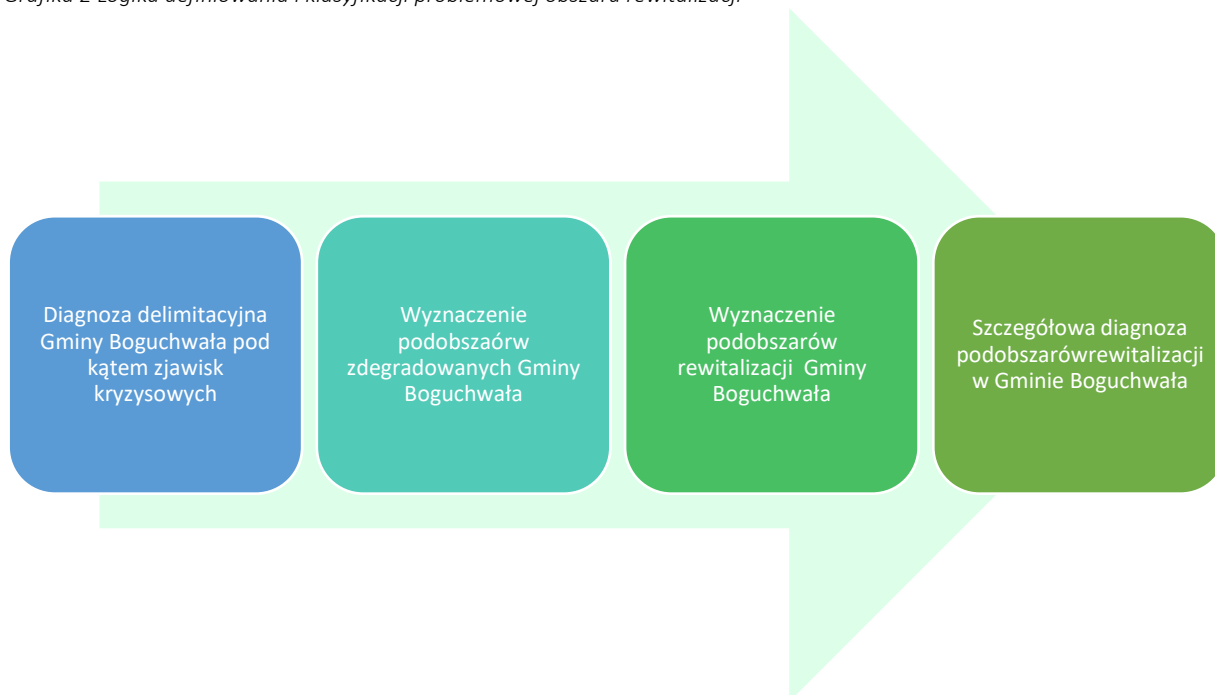 Grafika 2 Logika definiowania i klasyfikacji problemowej obszaru rewitalizacji
Diagnoza delimitacyjna
Gminy Boguchwała pod
kątem zjawisk
kryzysowych
Wyznaczenie
podobszaórw
zdegradowanych Gminy
Boguchwała
Wyznaczenie
podobszarów
rewitalizacji  Gminy
Boguchwała
Szczegółowa diagnoza
podobszarówrewitalizacji
w Gminie Boguchwała